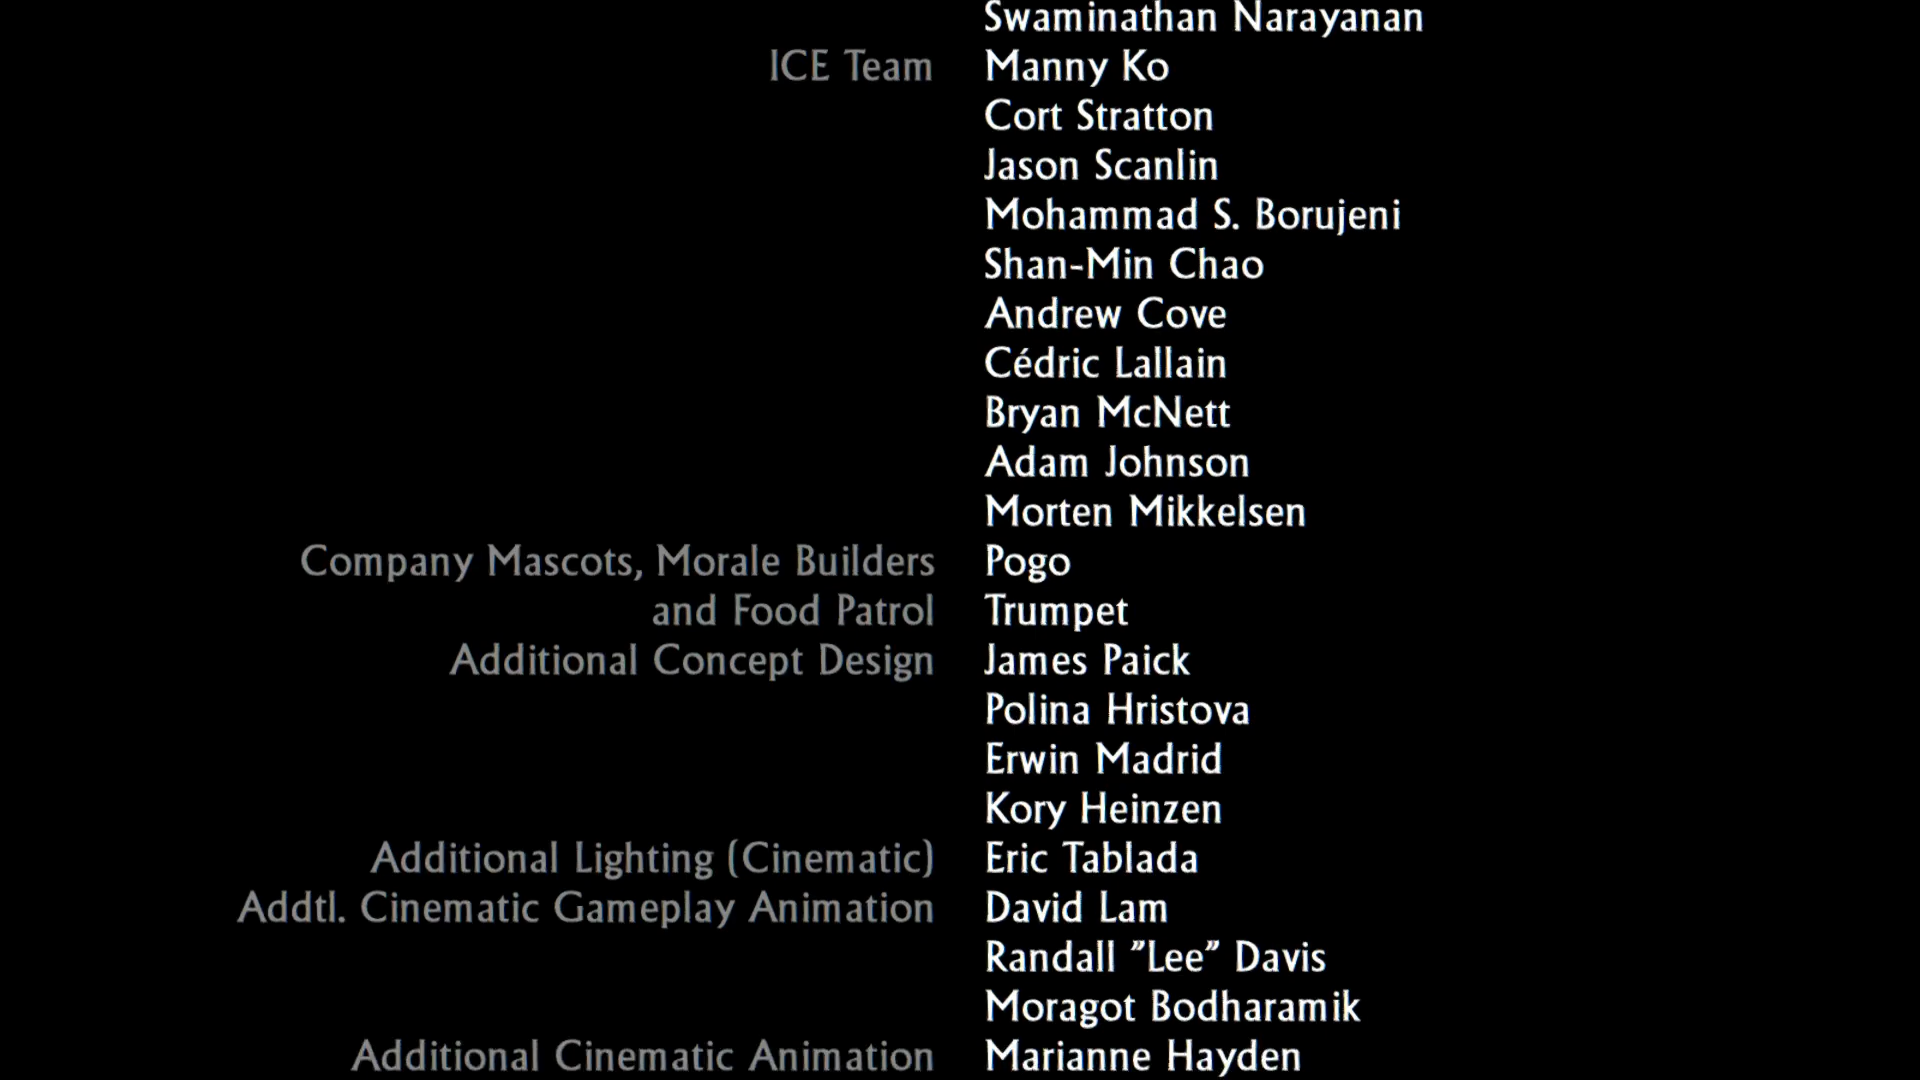 Swaminathan Narayanan
ICE Team Manny Ko
Cort Stratton
Jason Scanlin
Mohammad S. Borujeni
Shan-Min Chao
Andrew Cove
Cédric Lallain
Bryan McNett
Adam Johnson
Morten Mikkelsen
Company Mascots, Morale Builders Pogo
and Food Patrol Trumpet
Additional Concept Design James Paick
Polina Hristova
Erwin Madrid
Kory Heinzen
Additional Lighting (Cinematic) Eric Tablada
Addtl. Cinematic Gameplay Animation David Lam
Randall ”Lee” Davis
Moragot Bodharamik
Additional Cinematic Animation Marianne Hayden